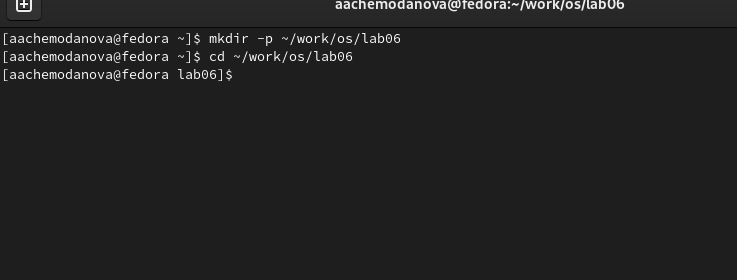 aachemodanova@fedora:~/work/os/lab06
[aachemodanova@fedora ~]$ mkdir -p ~/work/os/lab06
[aachemodanova@fedora ~]$ cd ~/work/os/lab06
[aachemodanova@fedora lab06]$